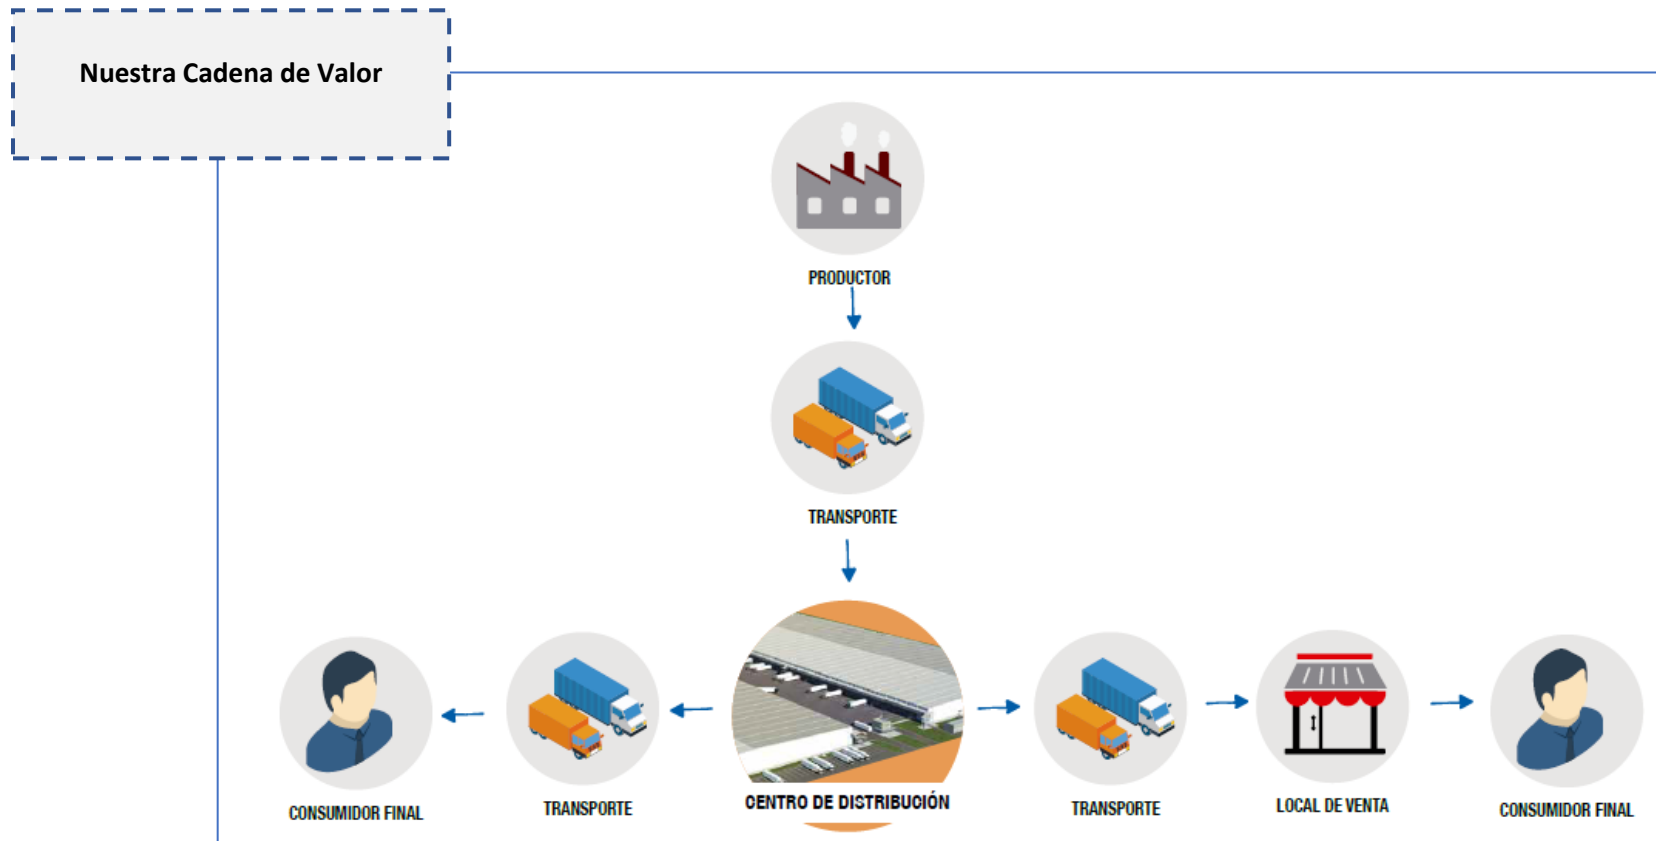 Nuestra Cadena de Valor
PRODUCTOR
TRANSPORTE
CONSUMIDOR FINAL
TRANSPORTE
CENTRO DE DISTRIBUCIÓN
TRANSPORTE
LOCAL DE VENTA
CONSUMIDOR FINAL